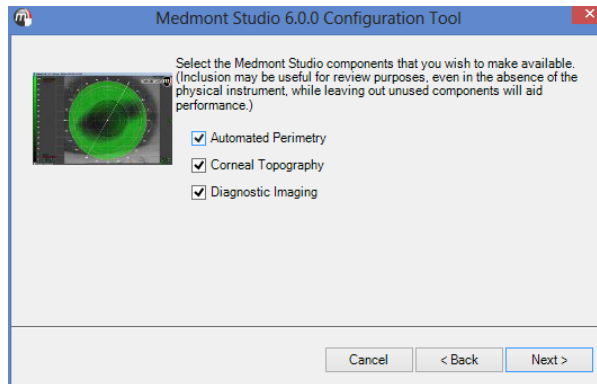 Medmont Studio 6.0.0 Configuration Tool
Select the Medmont Studio components that you wish to make available.
(Inclusion may be useful for review purposes, even in the absence of the
physical instrument, while leaving out unused components will aid
performance.)
Automated Perimetry
Corneal Topography
Diagnostic Imaging
Cancel
< Back
Next >